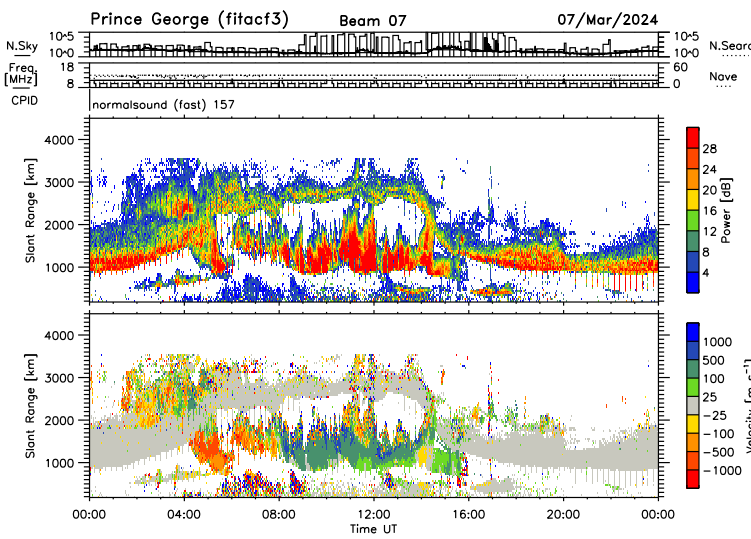 Prince George (fitacf3) Beam 07 07/Mar/2024
N.Sky 10^5 10^0 10^5 10^0 N.Searc
Freq [MHz] 18 8 60 0 Nave
CPID normalsound (fast) 157
Slant Range [km] 4000 3000 2000 1000
28 24 20 16 12 8 4 Power [dB]
Slant Range [km] 4000 3000 2000 1000
1000 500 100 25 -25 -100 -500 -1000 Velocity [m s^-1]
00:00 04:00 08:00 12:00 16:00 20:00 00:00
Time UT